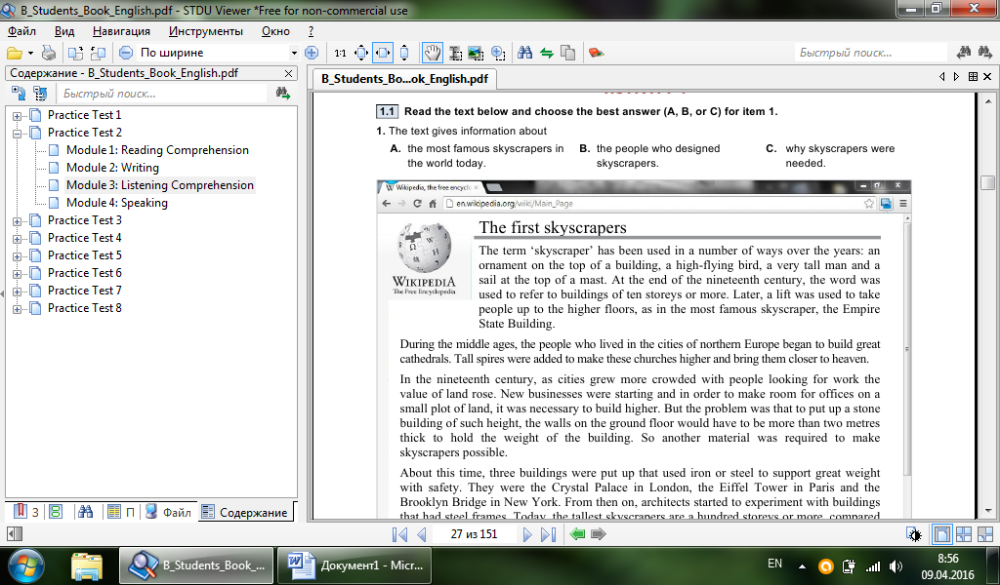 B_Students_Book_English.pdf - STDU Viewer *Free for non-commercial use
Файл Вид Навигация Инструменты Окно ?
По ширине 1:1 Быстрый поиск...
Содержание - B_Students_Book_English.pdf
Быстрый поиск...
Practice Test 1
Practice Test 2
Module 1: Reading Comprehension
Module 2: Writing
Module 3: Listening Comprehension
Module 4: Speaking
Practice Test 3
Practice Test 4
Practice Test 5
Practice Test 6
Practice Test 7
Practice Test 8
З П Файл Содержание
B_Students_Bo...ok_English.pdf
1.1 Read the text below and choose the best answer (A, B, or C) for item 1.
1. The text gives information about
A. the most famous skyscrapers in the world today.
B. the people who designed skyscrapers.
C. why skyscrapers were needed.
Wikipedia, the free encycl
en.wikipedia.org/wiki/Main_Page
WIKIPEDIA
The Free Encyclopedia
The first skyscrapers
The term ‘skyscraper’ has been used in a number of ways over the years: an
ornament on the top of a building, a high-flying bird, a very tall man and a
sail at the top of a mast. At the end of the nineteenth century, the word was
used to refer to buildings of ten storeys or more. Later, a lift was used to take
people up to the higher floors, as in the most famous skyscraper, the Empire
State Building.
During the middle ages, the people who lived in the cities of northern Europe began to build great
cathedrals. Tall spires were added to make these churches higher and bring them closer to heaven.
In the nineteenth century, as cities grew more crowded with people looking for work the
value of land rose. New businesses were starting and in order to make room for offices on a
small plot of land, it was necessary to build higher. But the problem was that to put up a stone
building of such height, the walls on the ground floor would have to be more than two metres
thick to hold the weight of the building. So another material was required to make
skyscrapers possible.
About this time, three buildings were put up that used iron or steel to support great weight
with safety. They were the Crystal Palace in London, the Eiffel Tower in Paris and the
Brooklyn Bridge in New York. From then on, architects started to experiment with buildings
that had steel frames. Today, the tallest skyscrapers are a hundred storeys or more, compared
27 из 151
B_Students_Book_...
Документ1 - Micr...
EN
8:56
09.04.2016